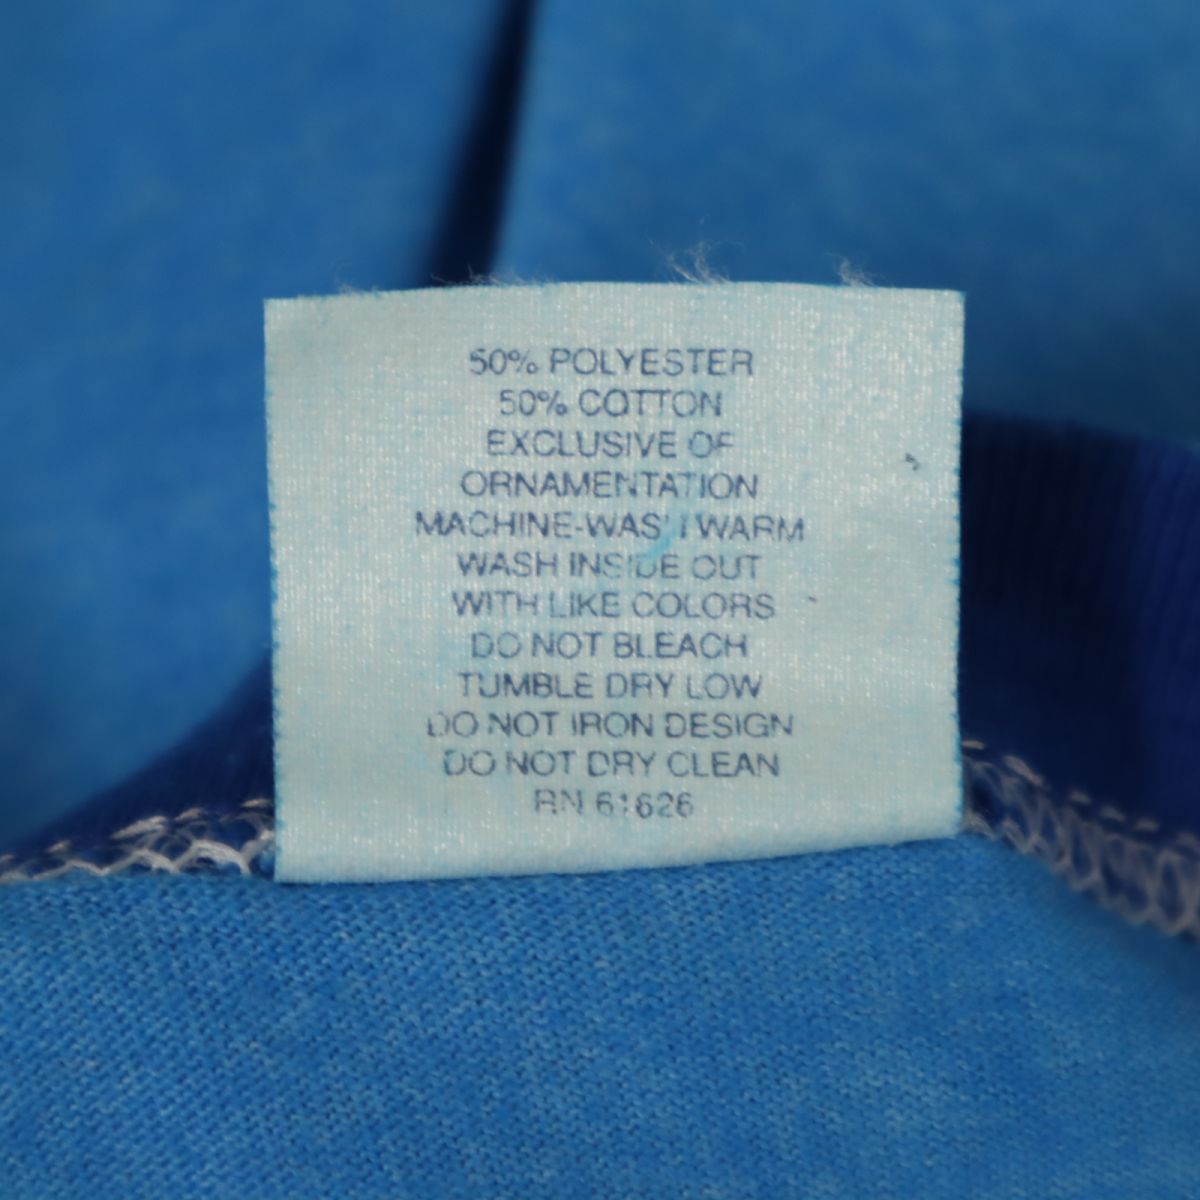 50% POLYESTER
50% COTTON
EXCLUSIVE OF
ORNAMENTATION
MACHINE-WASH WARM
WASH INSIDE OUT
WITH LIKE COLORS
DO NOT BLEACH
TUMBLE DRY LOW
DO NOT IRON DESIGN
DO NOT DRY CLEAN
RN 61626